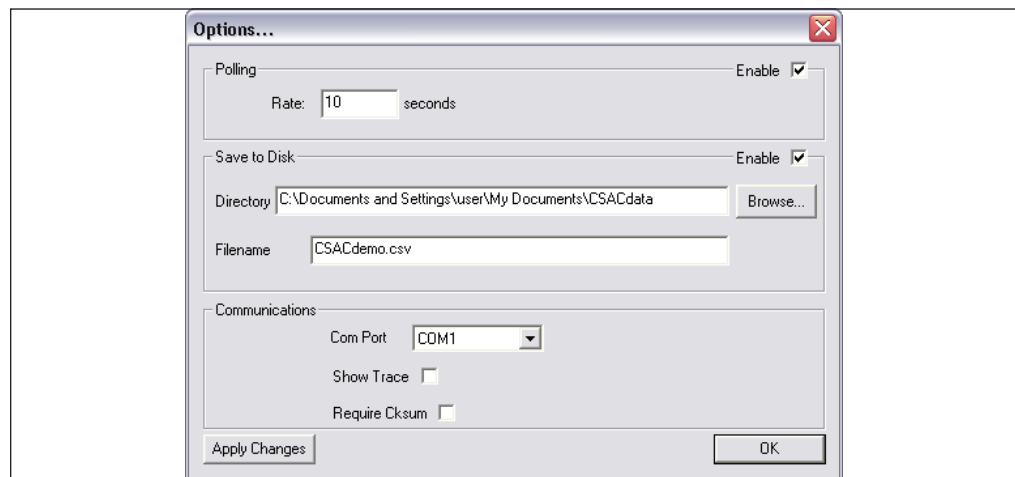 Options...
Polling
Enable
Rate: 10 seconds
Save to Disk
Enable
Directory C:\Documents and Settings\user\My Documents\CSACdata Browse...
Filename CSACdemo.csv
Communications
Com Port COM1
Show Trace
Require Cksum
Apply Changes OK